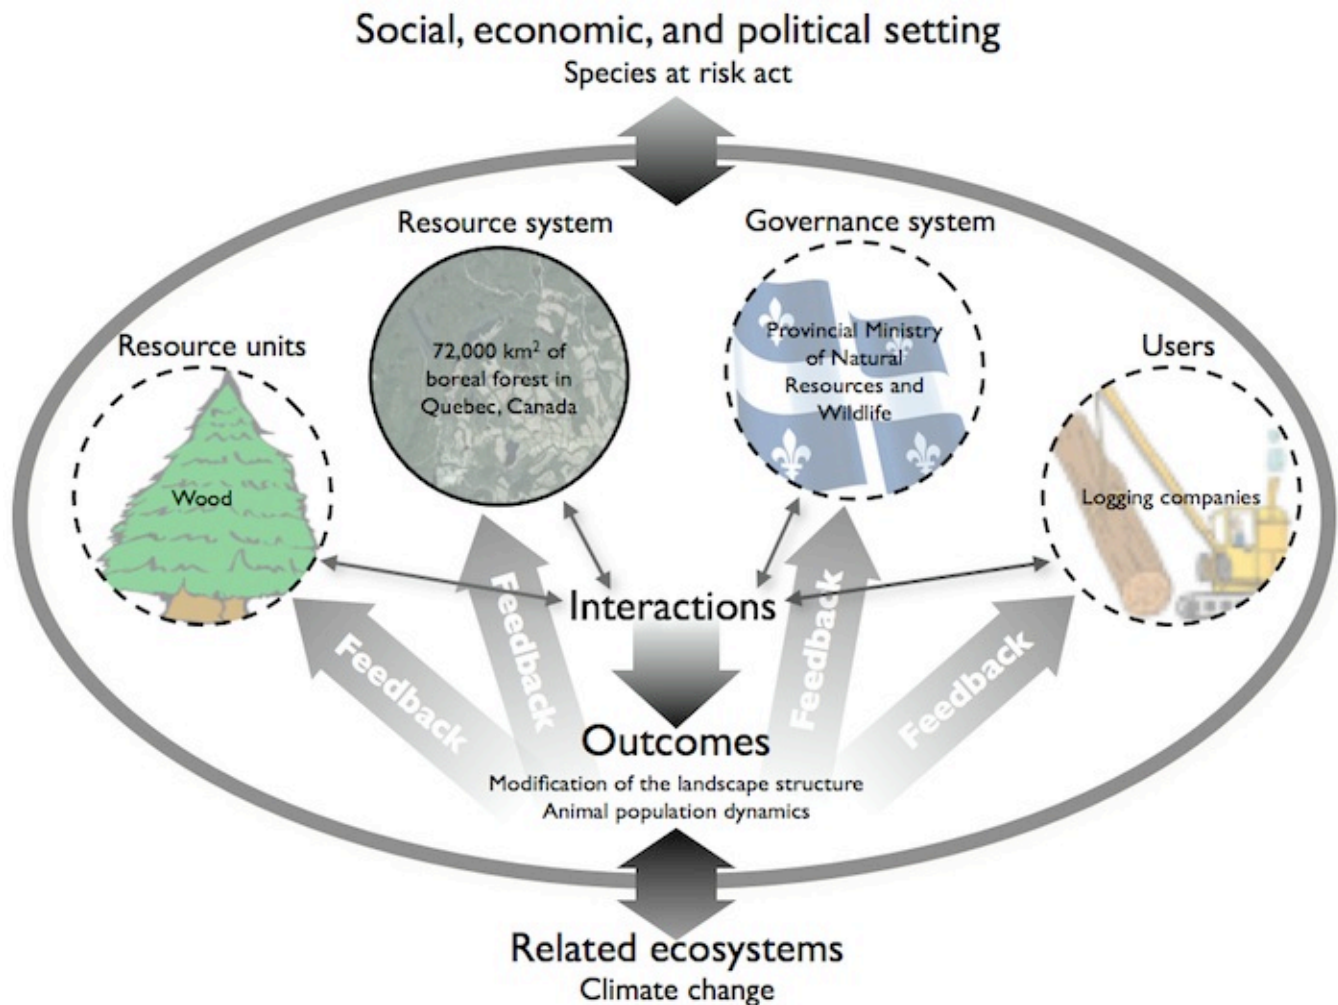 Social, economic, and political setting
Species at risk act
Resource system
Governance system
Resource units
Users
72,000 km² of
boreal forest in
Quebec, Canada
Provincial Ministry
of Natural
Resources and
Wildlife
Wood
Logging companies
Interactions
Feedback
Feedback
Feedback
Feedback
Outcomes
Modification of the landscape structure
Animal population dynamics
Related ecosystems
Climate change